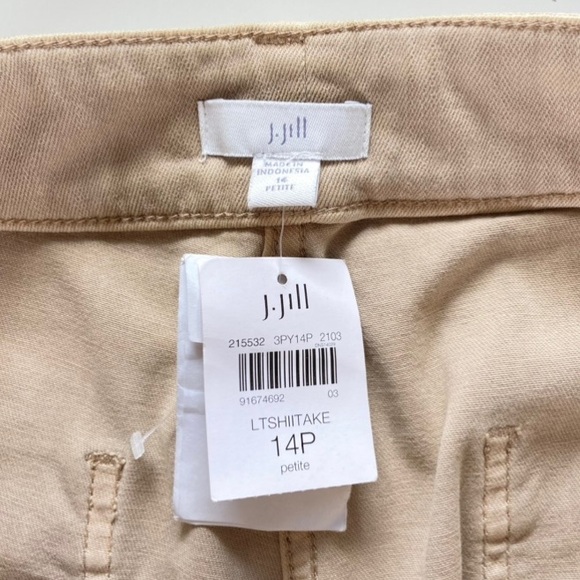 J.Jill
MADE IN
INDONESIA
14
PETITE
J.Jill
215532 3PY14P 2103
91674692 03
LTSHIITAKE
14P
petite